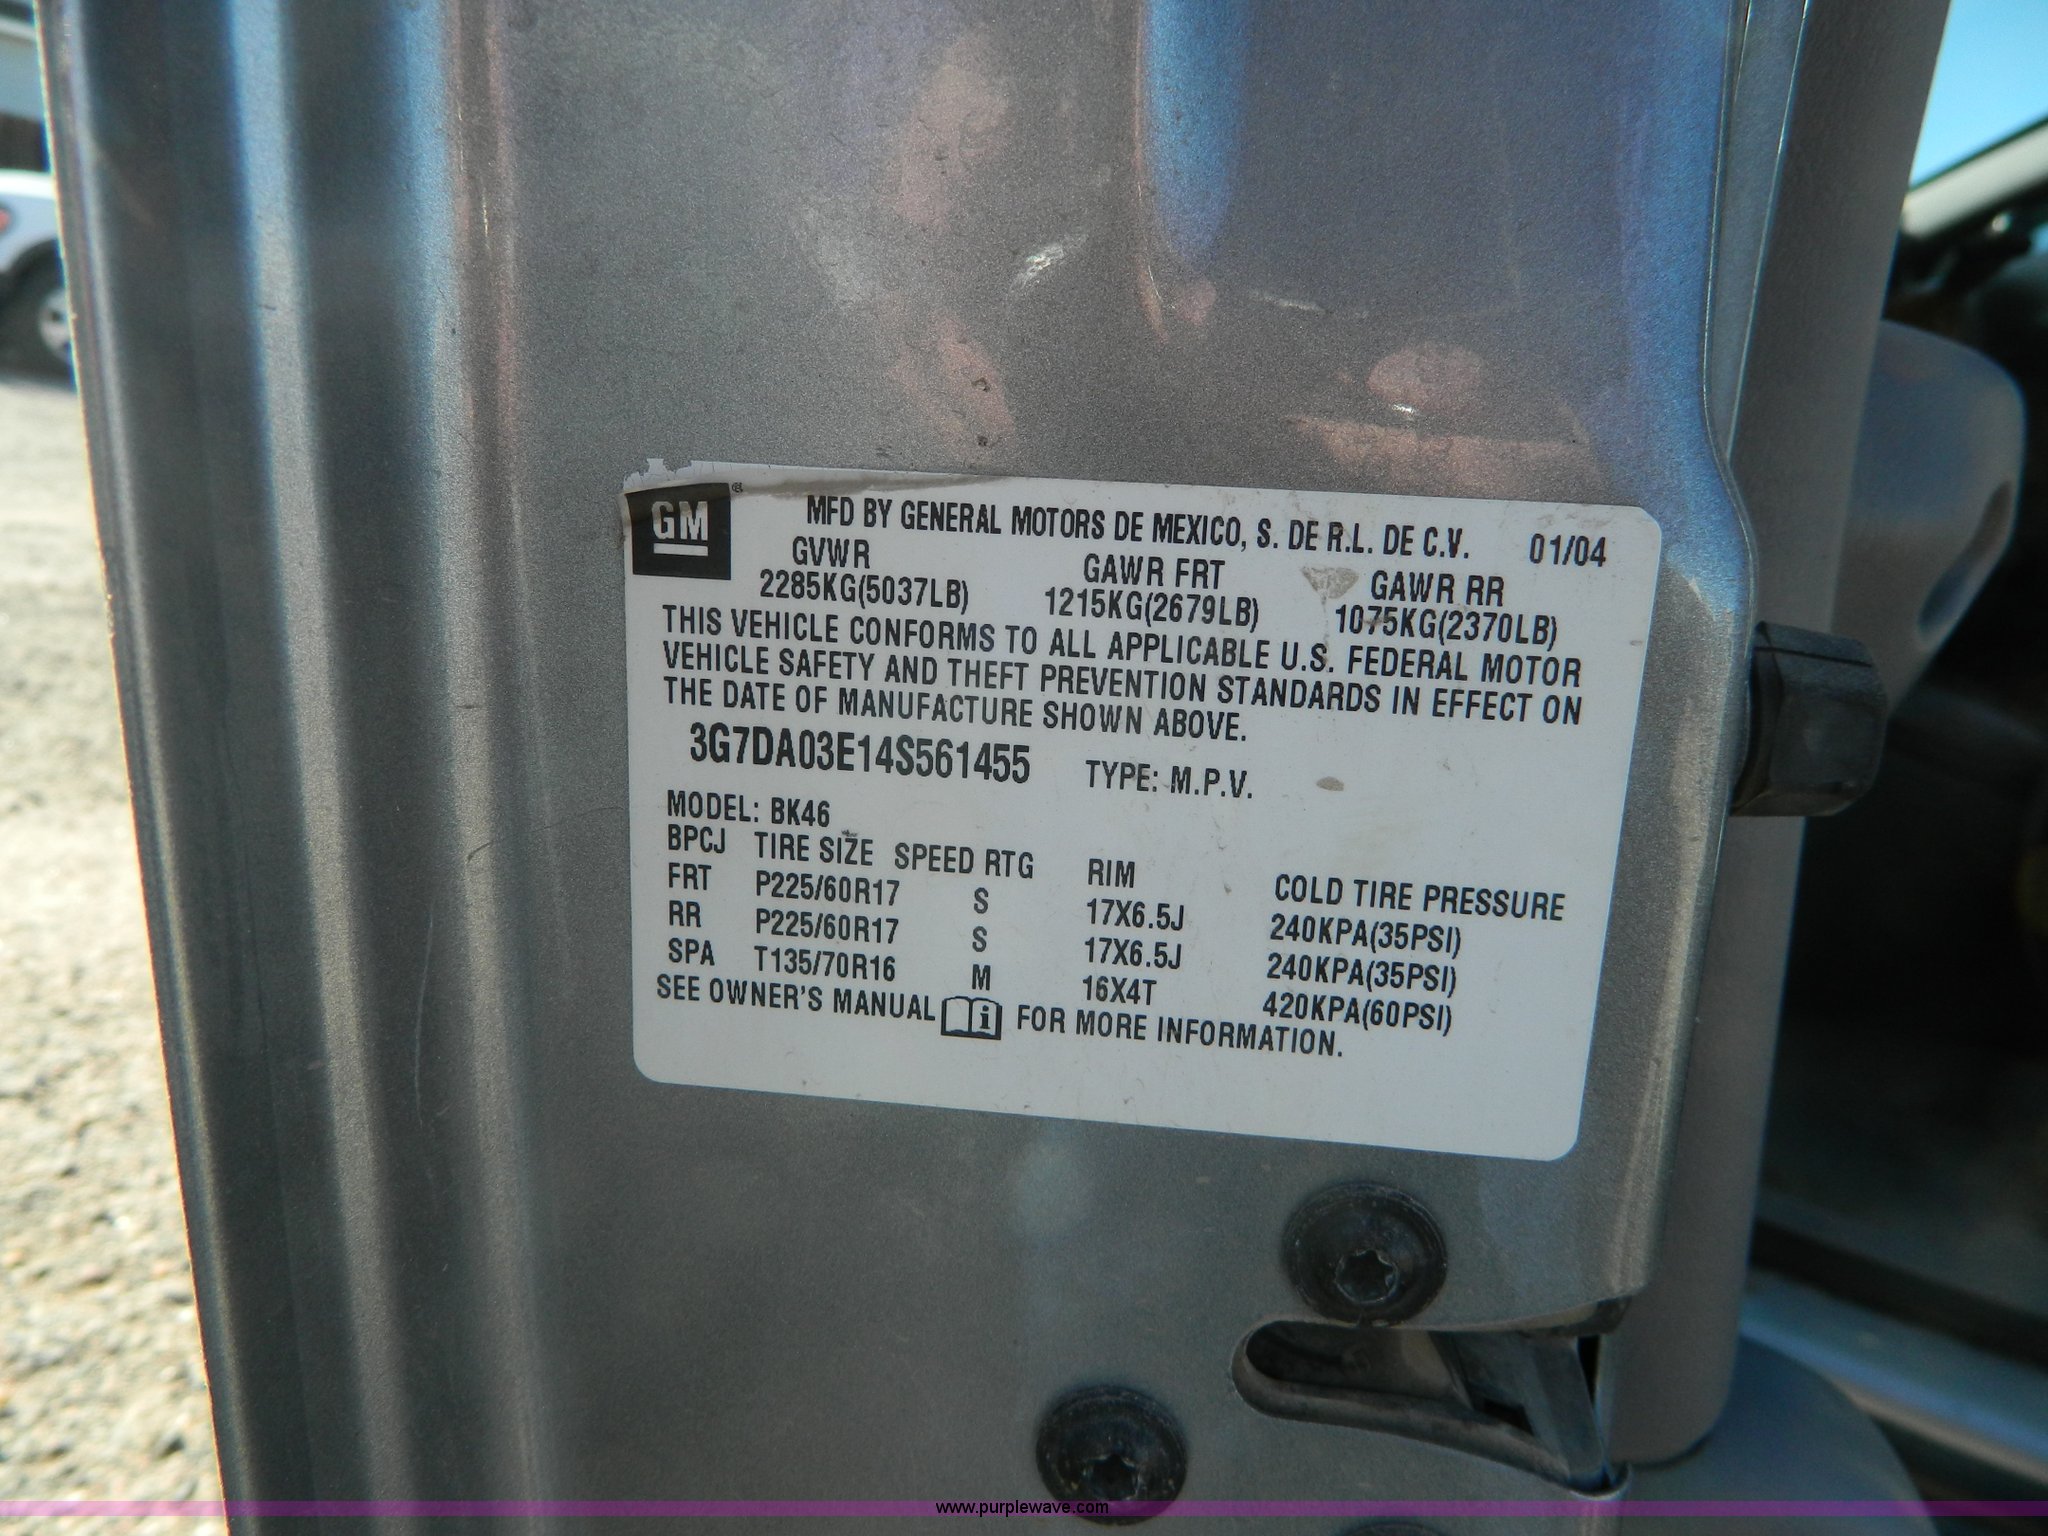 GM
MFD BY GENERAL MOTORS DE MEXICO, S. DE R.L. DE C.V. 01/04
GVWR GAWR FRT GAWR RR
2285KG(5037LB) 1215KG(2679LB) 1075KG(2370LB)
THIS VEHICLE CONFORMS TO ALL APPLICABLE U.S. FEDERAL MOTOR
VEHICLE SAFETY AND THEFT PREVENTION STANDARDS IN EFFECT ON
THE DATE OF MANUFACTURE SHOWN ABOVE.
3G7DA03E14S561455 TYPE: M.P.V.
MODEL: BK46
BPCJ TIRE SIZE SPEED RTG RIM COLD TIRE PRESSURE
FRT P225/60R17 S 17X6.5J 240KPA(35PSI)
RR P225/60R17 S 17X6.5J 240KPA(35PSI)
SPA T135/70R16 M 16X4T 420KPA(60PSI)
SEE OWNER'S MANUAL i FOR MORE INFORMATION.
www.purplewave.com